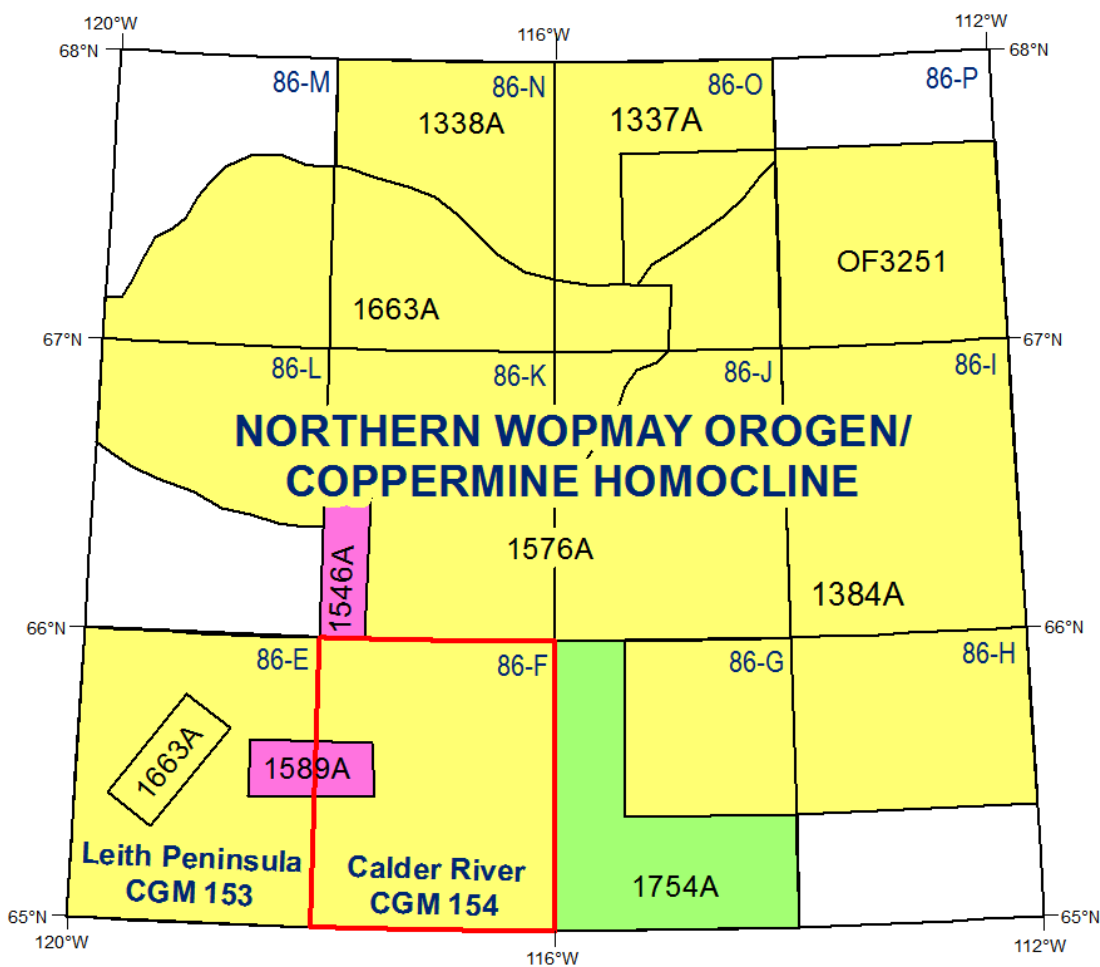 120°W
116°W
112°W
68°N
68°N
86-M
86-N
86-O
86-P
1338A
1337A
OF3251
1663A
67°N
67°N
86-L
86-K
86-J
86-I
NORTHERN WOPMAY OROGEN/
COPPERMINE HOMOCLINE
1546A
1576A
1384A
66°N
66°N
86-E
86-F
86-G
86-H
1663A
1589A
Leith Peninsula
CGM 153
Calder River
CGM 154
1754A
65°N
65°N
120°W
116°W
112°W